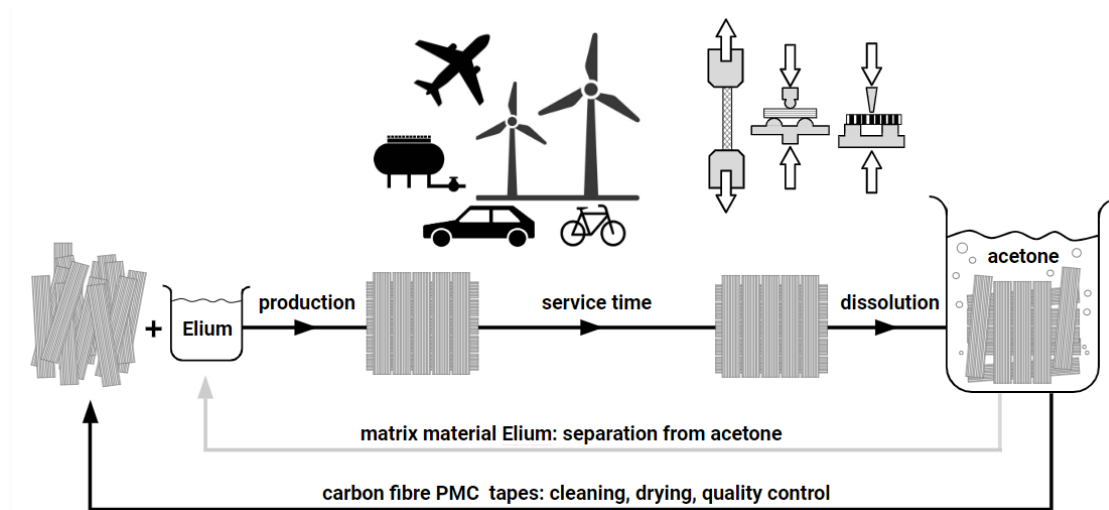 acetone
production
service time
dissolution
+ Elium
matrix material Elium: separation from acetone
carbon fibre PMC tapes: cleaning, drying, quality control